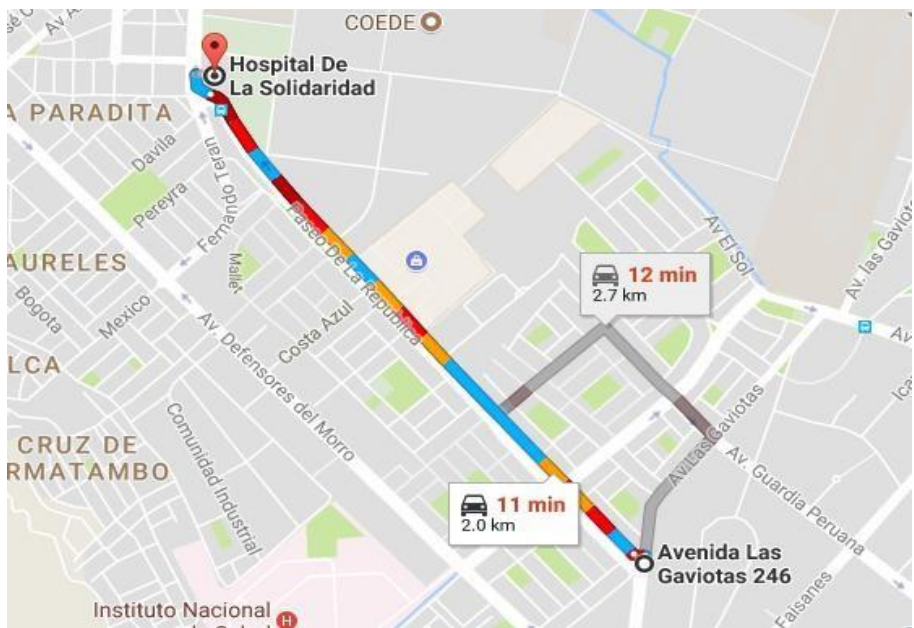 COEDE
Hospital De
La Solidaridad
A PARADITA
Davila
Pereyra
Fernando Tupo Teran
Mallet
AURELES
Bogota
Mexico
Costa Azul
Paseo De La Republica
Av. Defensores del Morro
LCA
CRUZ DE
RMATAMBO
Comunidad Industrial
Av El Sol
Av. las Gaviotas
12 min
2.7 km
Av.Las Gaviotas
Av. Guardia Peruana
11 min
2.0 km
Avenida Las
Gaviotas 246
Faisanes
Instituto Nacional
H